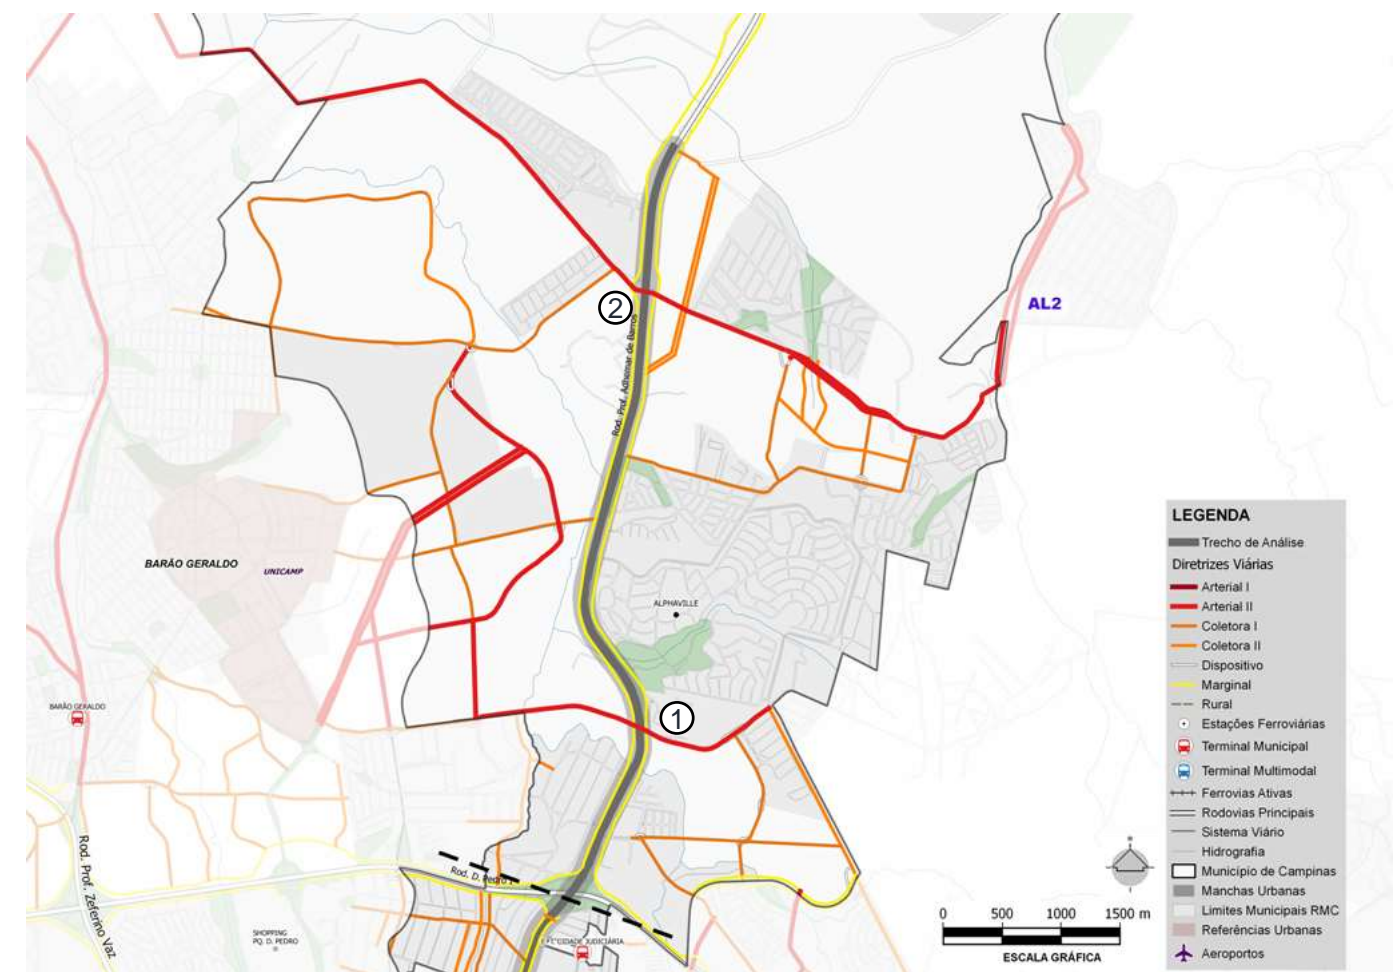 2
Rod. Prof. Adhemar de Barros
AL2
BARÃO GERALDO
UNICAMP
ALPHAVILLE
BARÃO GERALDO
1
Rod. Prof. Zeferino Vaz
Rod. D. Pedro I
SHOPPING
PQ. D. PEDRO
CIDADE JUDICIÁRIA
LEGENDA
Trecho de Análise
Diretrizes Viárias
Arterial I
Arterial II
Coletora I
Coletora II
Dispositivo
Marginal
Rural
Estações Ferroviárias
Terminal Municipal
Terminal Multimodal
Ferrovias Ativas
Rodovias Principais
Sistema Viário
Hidrografia
Município de Campinas
Manchas Urbanas
Limites Municipais RMC
Referências Urbanas
Aeroportos
0 500 1000 1500 m
ESCALA GRÁFICA